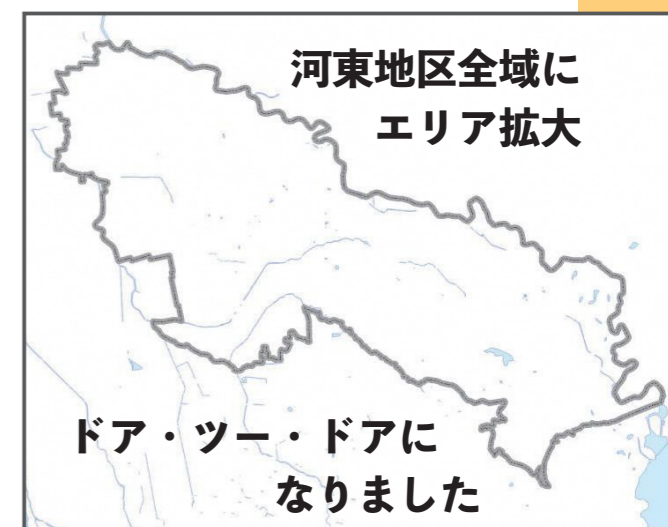 河東地区全域に
エリア拡大
ドア・ツー・ドアに
なりました